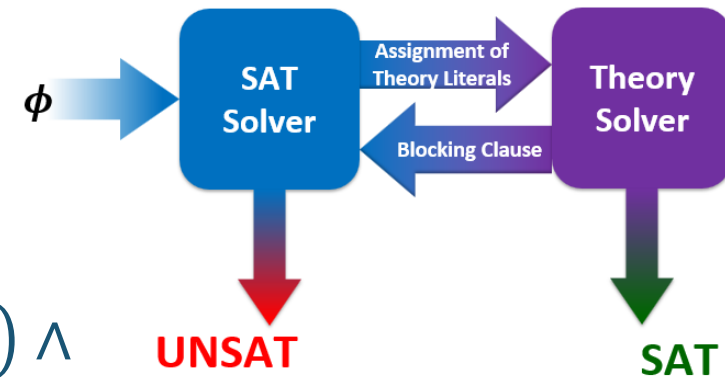 SAT
Solver
Assignment of
Theory Literals
Theory
Solver
ϕ
Blocking Clause
) ∧
UNSAT
SAT